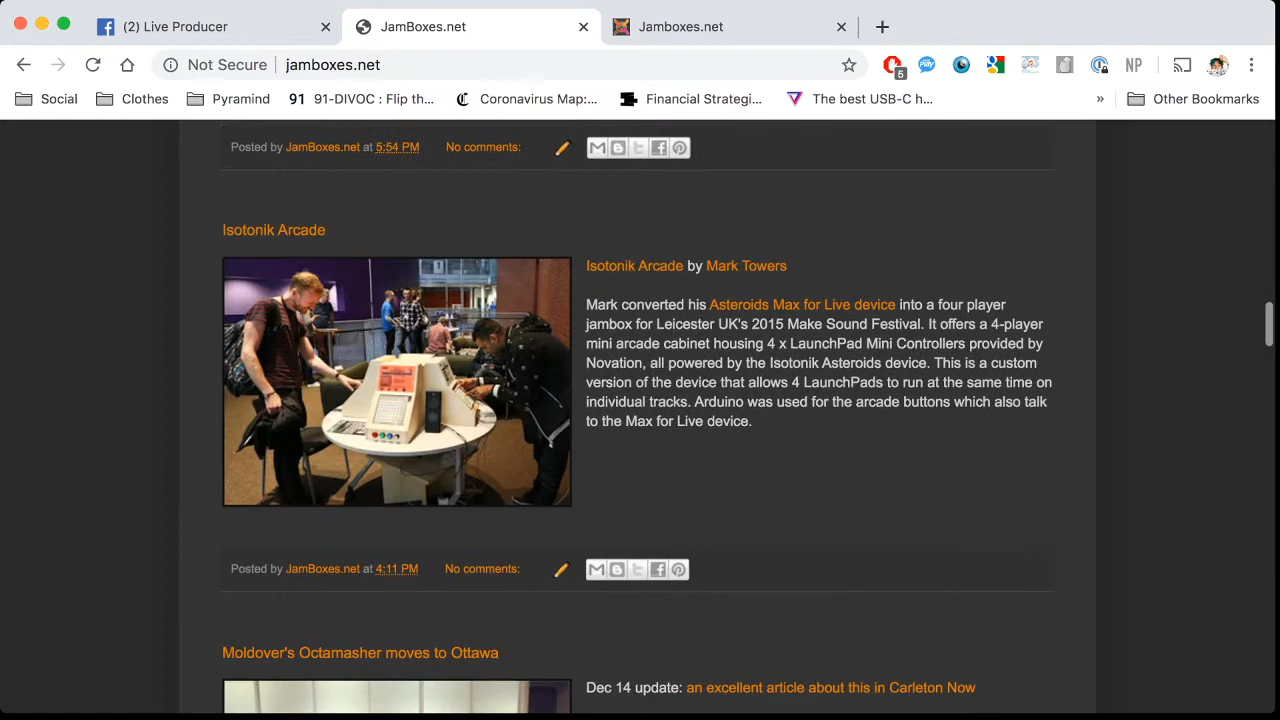 (2) Live Producer
JamBoxes.net
Jamboxes.net
Not Secure
jamboxes.net
5
NP
Social
Clothes
Pyramind
91 91-DIVOC : Flip th...
Coronavirus Map:...
Financial Strategi...
The best USB-C h...
»
Other Bookmarks
Posted by JamBoxes.net at 5:54 PM No comments:
Isotonik Arcade
Isotonik Arcade by Mark Towers
Mark converted his Asteroids Max for Live device into a four player
jambox for Leicester UK's 2015 Make Sound Festival. It offers a 4-player
mini arcade cabinet housing 4 x LaunchPad Mini Controllers provided by
Novation, all powered by the Isotonik Asteroids device. This is a custom
version of the device that allows 4 LaunchPads to run at the same time on
individual tracks. Arduino was used for the arcade buttons which also talk
to the Max for Live device.
Posted by JamBoxes.net at 4:11 PM No comments:
Moldover's Octamasher moves to Ottawa
Dec 14 update: an excellent article about this in Carleton Now